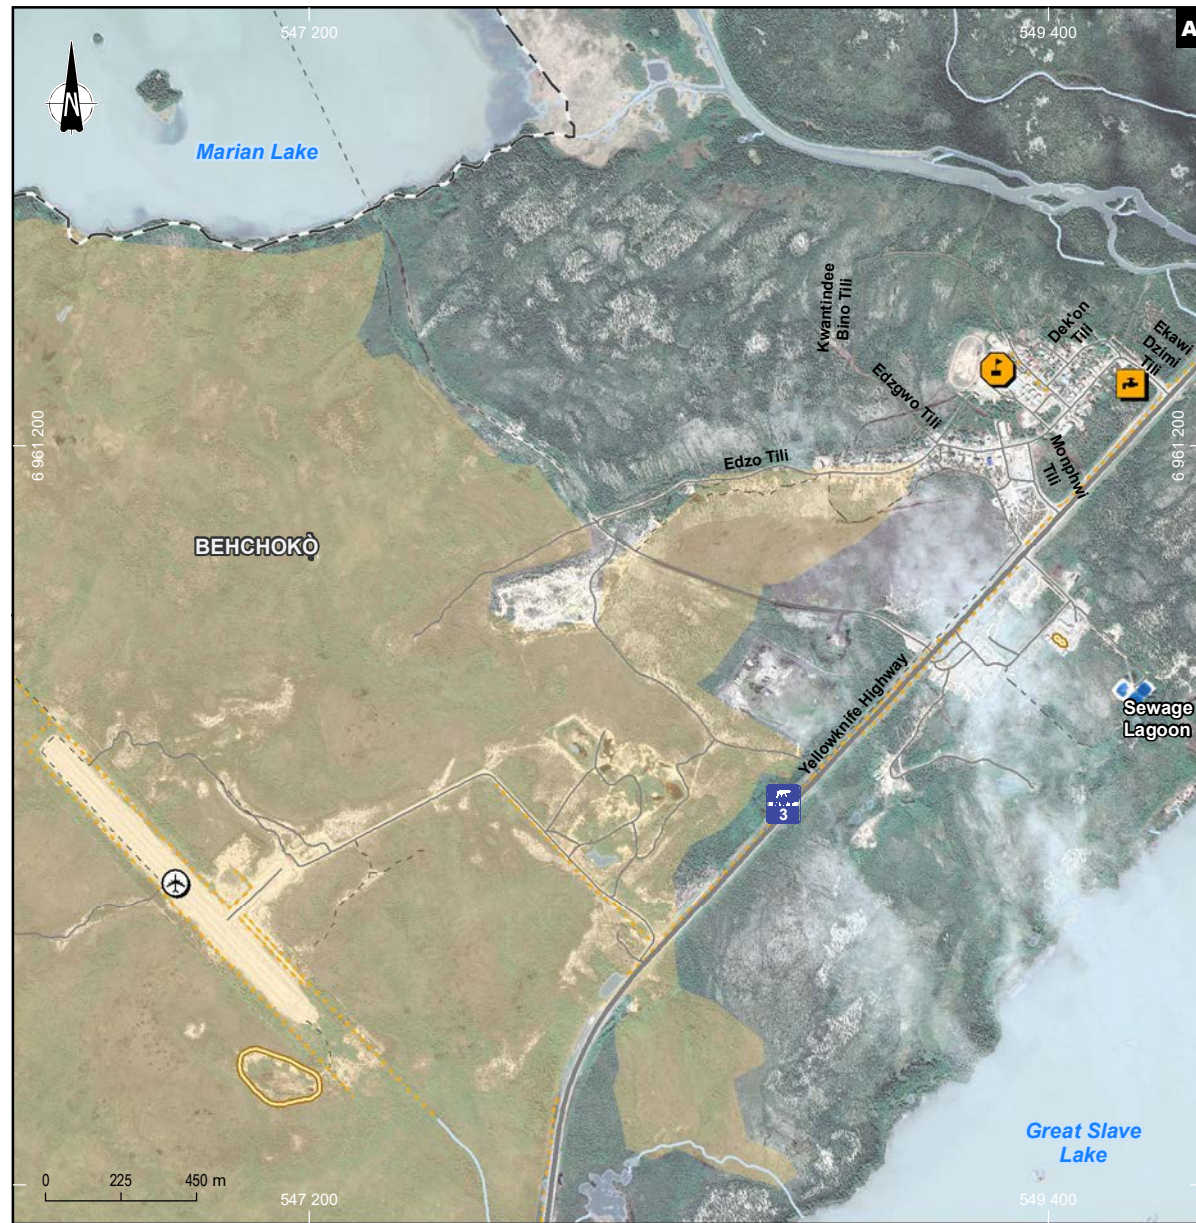 547 200
549 400
A
N
Marian Lake
Kwantindee
Bino Tili
Dek'on
Tili
Ekawi
Dzimi
Tili
Edzgwo Tili
6 961 200
6 961 200
Edzo Tili
Monphwi
Tili
BEHCHOKǪ̀
Yellowknife Highway
Sewage
Lagoon
3
Great Slave
Lake
0 225 450 m
547 200
549 400